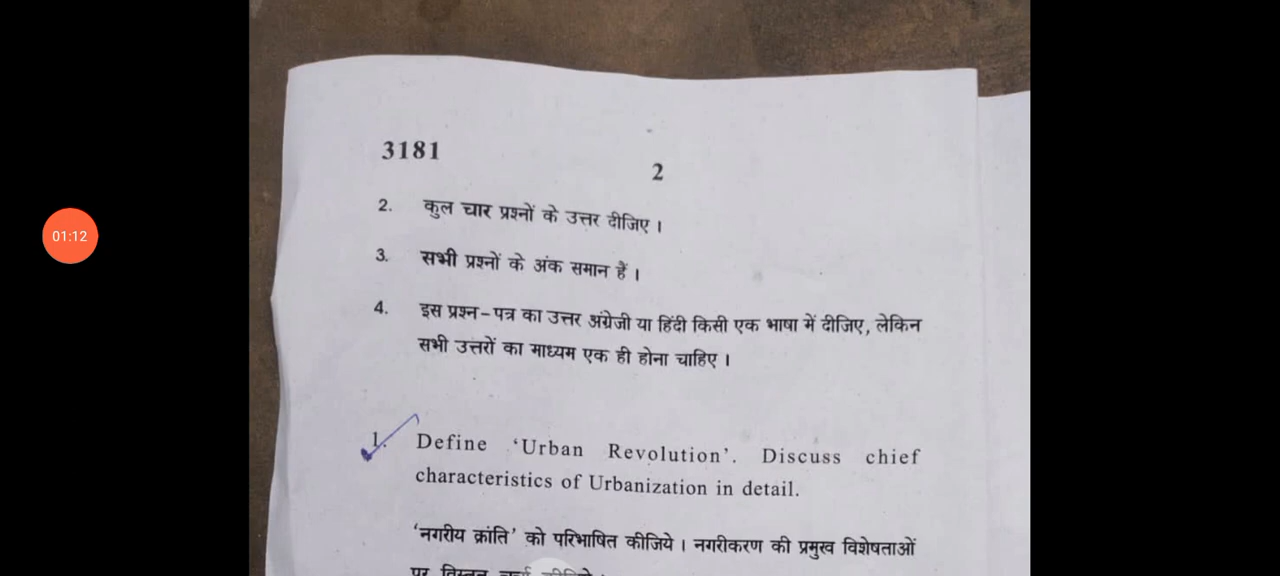 3181
2
2. कुल चार प्रश्नों के उत्तर दीजिए ।
3. सभी प्रश्नों के अंक समान हैं ।
4. इस प्रश्न-पत्र का उत्तर अंग्रेजी या हिंदी किसी एक भाषा में दीजिए, लेकिन
सभी उत्तरों का माध्यम एक ही होना चाहिए ।
01:12
1. Define ‘Urban Revolution’. Discuss chief
characteristics of Urbanization in detail.
‘नगरीय क्रांति’ को परिभाषित कीजिये । नगरीकरण की प्रमुख विशेषताओं
पर